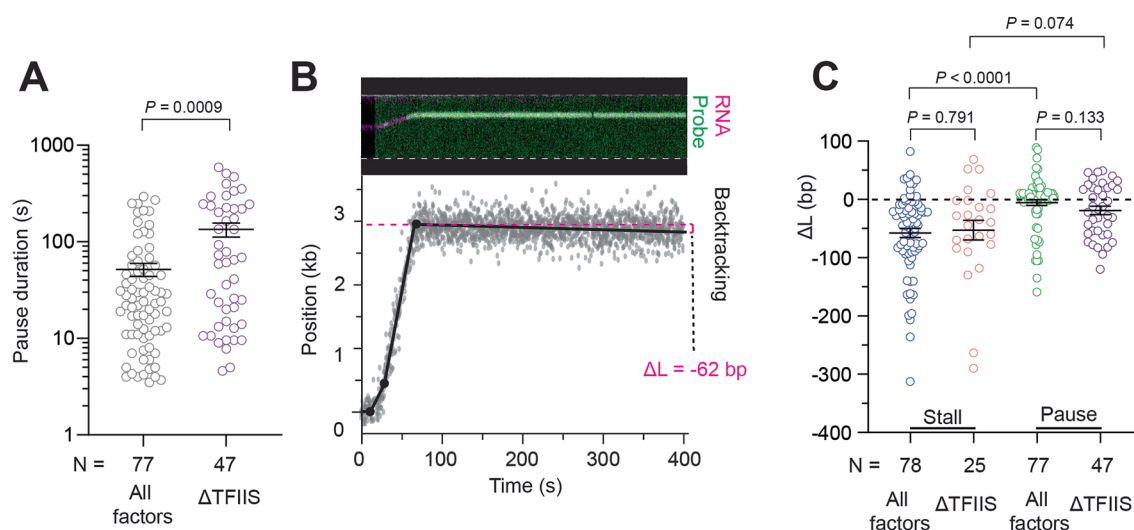 A
P = 0.0009
Pause duration (s)
1000
100
10
1
N = 77 47
All factors
ΔTFIIS
B
RNA
Probe
Backtracking
Position (kb)
3
2
1
0
0 100 200 300 400
Time (s)
ΔL = -62 bp
C
P = 0.074
P < 0.0001
P = 0.791
P = 0.133
ΔL (bp)
100
0
-100
-200
-300
-400
Stall
Pause
N = 78 25 77 47
All factors
ΔTFIIS
All factors
ΔTFIIS